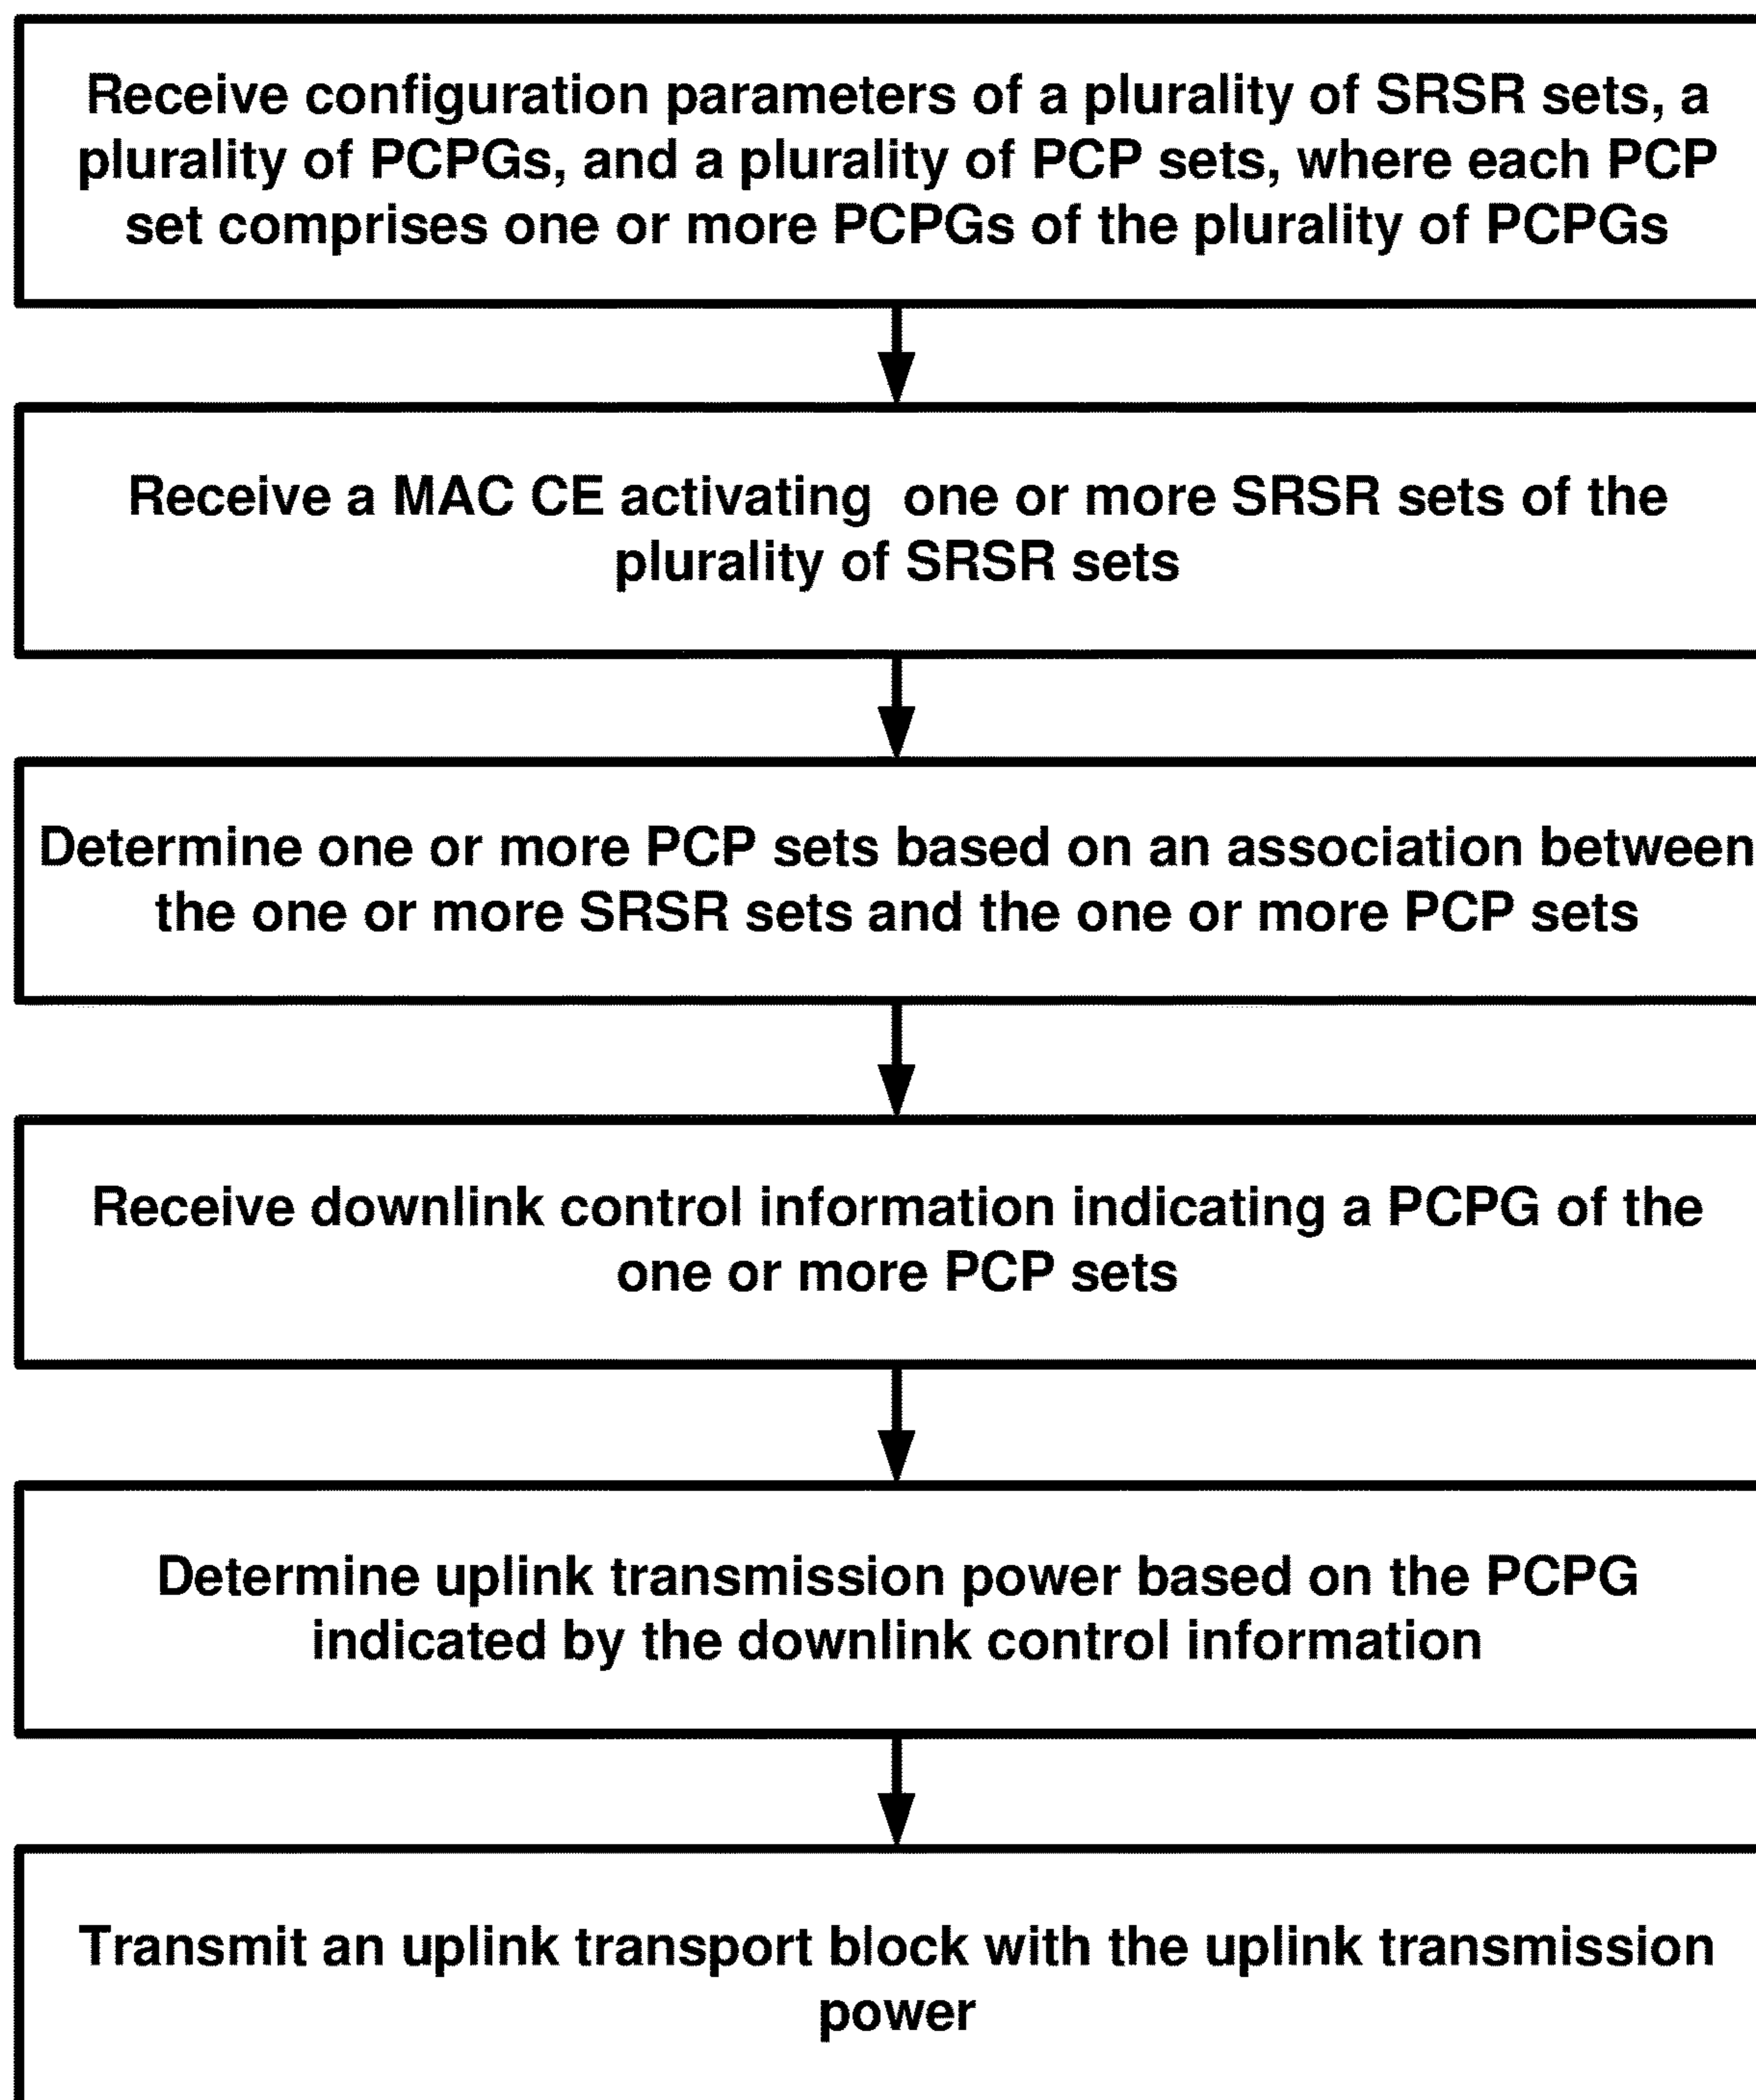 Receive configuration parameters of a plurality of SRSR sets, a
plurality of PCPGs, and a plurality of PCP sets, where each PCP
set comprises one or more PCPGs of the plurality of PCPGs
Receive a MAC CE activating  one or more SRSR sets of the
plurality of SRSR sets
Determine one or more PCP sets based on an association between
the one or more SRSR sets and the one or more PCP sets
Receive downlink control information indicating a PCPG of the
one or more PCP sets
Determine uplink transmission power based on the PCPG
indicated by the downlink control information
Transmit an uplink transport block with the uplink transmission
power